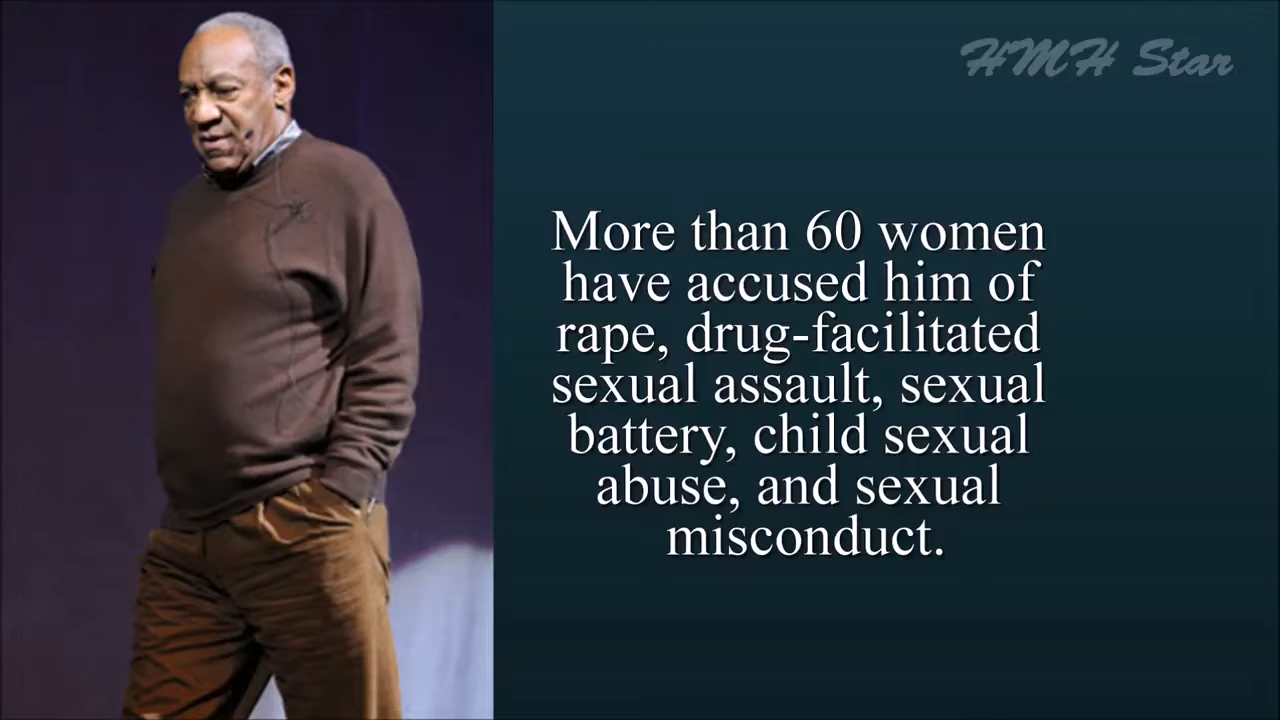 HMH Star
More than 60 women
have accused him of
rape, drug-facilitated
sexual assault, sexual
battery, child sexual
abuse, and sexual
misconduct.